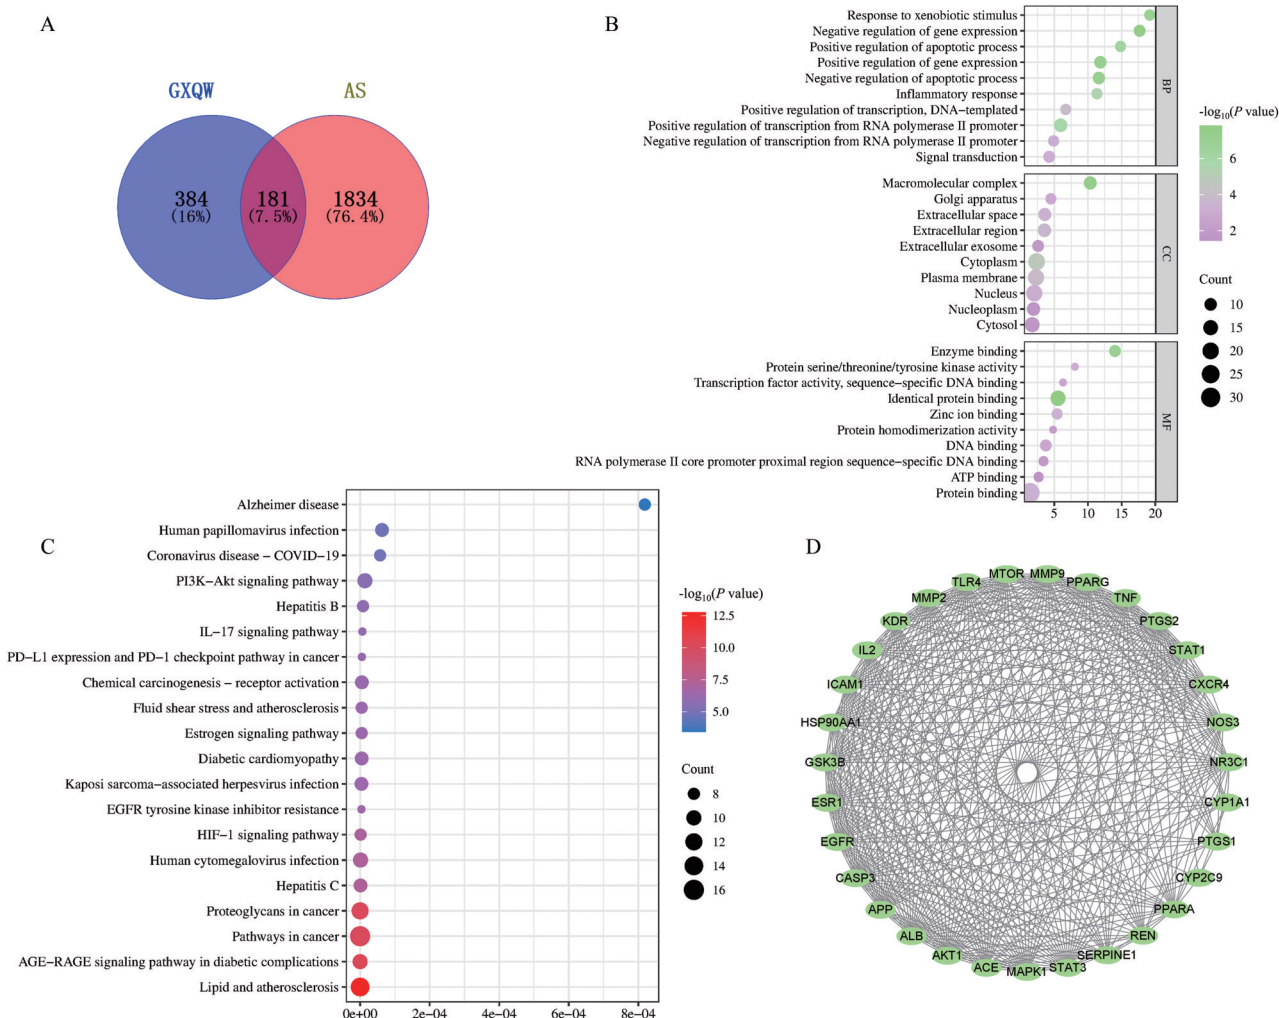 A
GXQW
AS
384
(16%)
181
(7.5%)
1834
(76.4%)
B
Response to xenobiotic stimulus
Negative regulation of gene expression
Positive regulation of apoptotic process
Positive regulation of gene expression
Negative regulation of apoptotic process
Inflammatory response
Positive regulation of transcription, DNA−templated
Positive regulation of transcription from RNA polymerase II promoter
Negative regulation of transcription from RNA polymerase II promoter
Signal transduction
BP
Macromolecular complex
Golgi apparatus
Extracellular space
Extracellular region
Extracellular exosome
Cytoplasm
Plasma membrane
Nucleus
Nucleoplasm
Cytosol
CC
Enzyme binding
Protein serine/threonine/tyrosine kinase activity
Transcription factor activity, sequence−specific DNA binding
Identical protein binding
Zinc ion binding
Protein homodimerization activity
DNA binding
RNA polymerase II core promoter proximal region sequence−specific DNA binding
ATP binding
Protein binding
MF
5 10 15 20
-log10(P value)
6
4
2
Count
10
15
20
25
30
C
Alzheimer disease
Human papillomavirus infection
Coronavirus disease − COVID−19
PI3K−Akt signaling pathway
Hepatitis B
IL−17 signaling pathway
PD−L1 expression and PD−1 checkpoint pathway in cancer
Chemical carcinogenesis − receptor activation
Fluid shear stress and atherosclerosis
Estrogen signaling pathway
Diabetic cardiomyopathy
Kaposi sarcoma−associated herpesvirus infection
EGFR tyrosine kinase inhibitor resistance
HIF−1 signaling pathway
Human cytomegalovirus infection
Hepatitis C
Proteoglycans in cancer
Pathways in cancer
AGE−RAGE signaling pathway in diabetic complications
Lipid and atherosclerosis
0e+00 2e−04 4e−04 6e−04 8e−04
-log10(P value)
12.5
10.0
7.5
5.0
Count
8
10
12
14
16
D
MTOR
MMP9
PPARG
TNF
PTGS2
STAT1
CXCR4
NOS3
NR3C1
CYP1A1
PTGS1
CYP2C9
PPARA
REN
SERPINE1
STAT3
MAPK1
ACE
AKT1
ALB
APP
CASP3
EGFR
ESR1
GSK3B
HSP90AA1
ICAM1
IL2
KDR
MMP2
TLR4